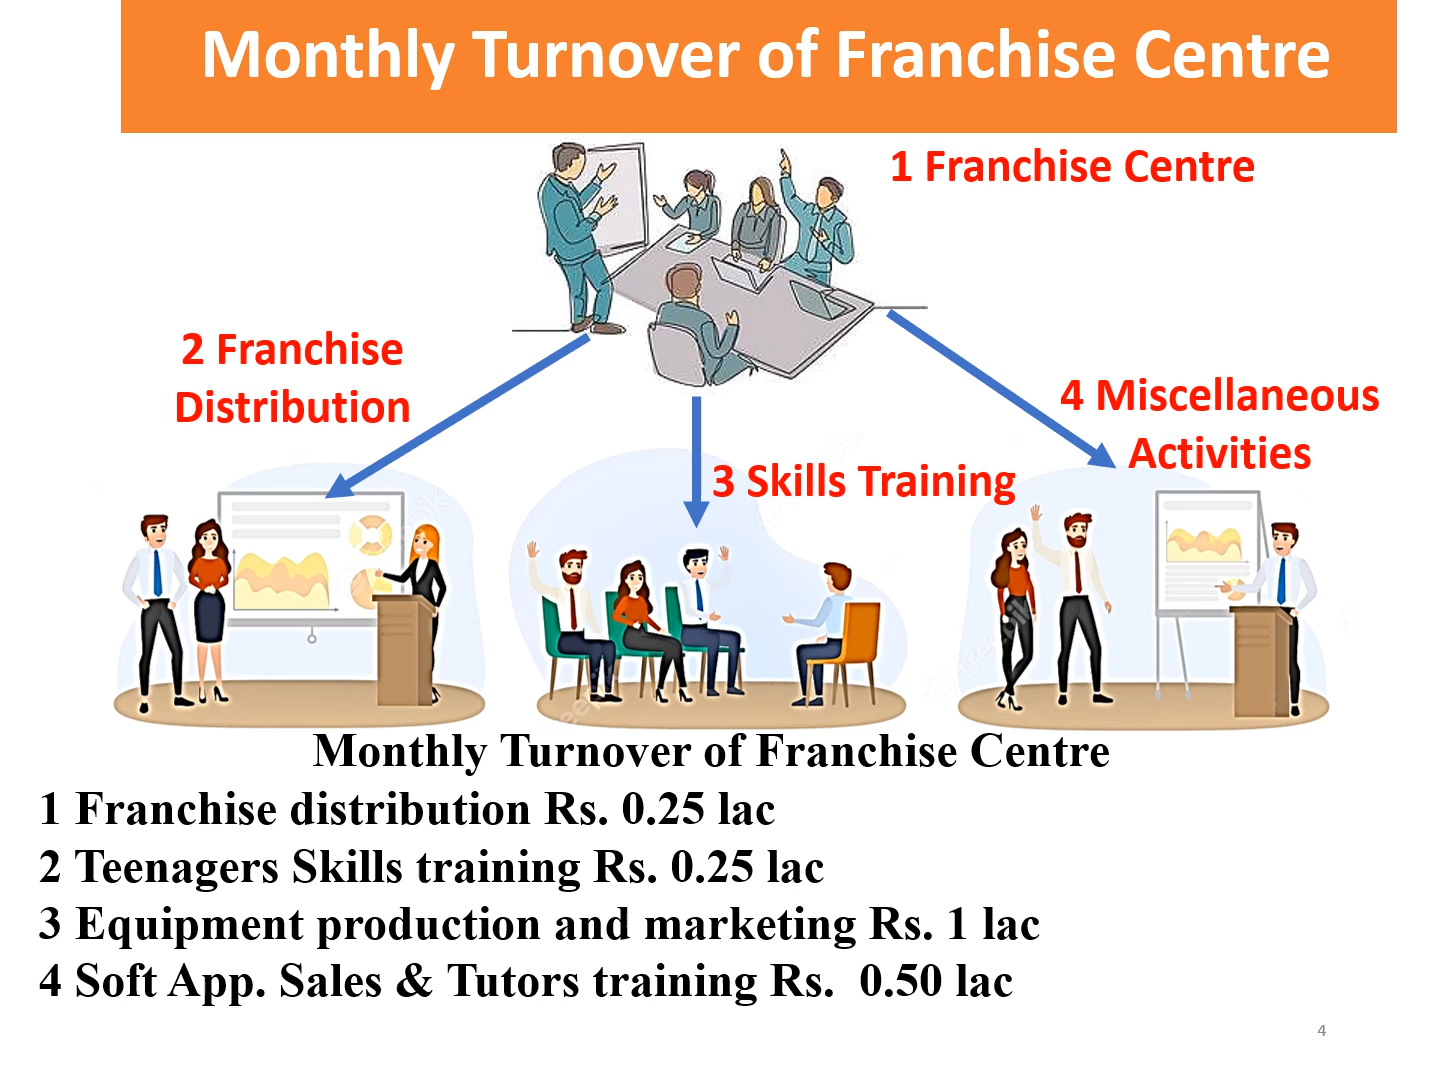 Monthly Turnover of Franchise Centre
1 Franchise Centre
2 Franchise
Distribution
4 Miscellaneous
Activities
3 Skills Training
Monthly Turnover of Franchise Centre
1 Franchise distribution Rs. 0.25 lac
2 Teenagers Skills training Rs. 0.25 lac
3 Equipment production and marketing Rs. 1 lac
4 Soft App. Sales & Tutors training Rs.  0.50 lac
4